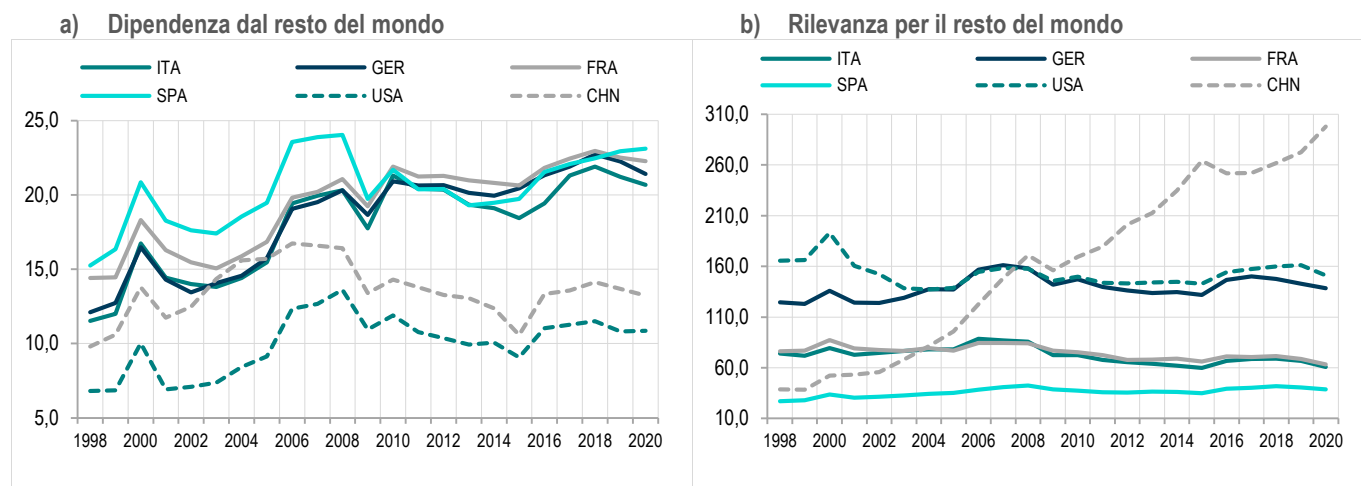 a) Dipendenza dal resto del mondo
ITA GER FRA
SPA USA CHN
25,0
20,0
15,0
10,0
5,0
1998 2000 2002 2004 2006 2008 2010 2012 2014 2016 2018 2020
b) Rilevanza per il resto del mondo
ITA GER FRA
SPA USA CHN
310,0
260,0
210,0
160,0
110,0
60,0
10,0
1998 2000 2002 2004 2006 2008 2010 2012 2014 2016 2018 2020